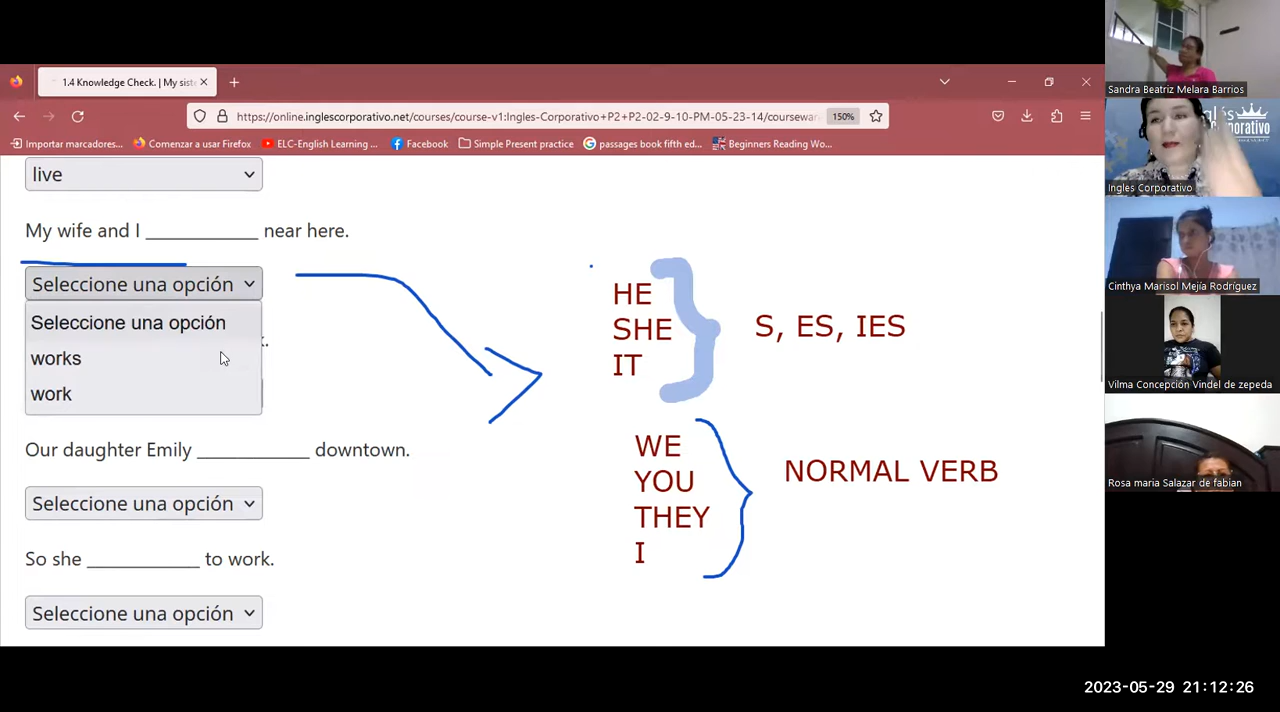 Sandra Beatriz Melara Barrios
1.4 Knowledge Check. | My siste
https://online.inglescorporativo.net/courses/course-v1:Ingles-Corporativo+P2+P2-02-9-10-PM-05-23-14/courseware
150%
Importar marcadores...
Comenzar a usar Firefox
ELC-English Learning ...
Facebook
Simple Present practice
passages book fifth ed...
Beginners Reading Wo...
Ingles Corporativo
live
My wife and I ____________ near here.
Seleccione una opción
Seleccione una opción
works
work
k.
Our daughter Emily ____________ downtown.
Seleccione una opción
So she ____________ to work.
Seleccione una opción
HE
SHE
IT
S, ES, IES
WE
YOU
THEY
I
NORMAL VERB
Cinthya Marisol Mejía Rodríguez
Vilma Concepción Vindel de zepeda
Rosa maria Salazar de fabian
2023-05-29 21:12:26